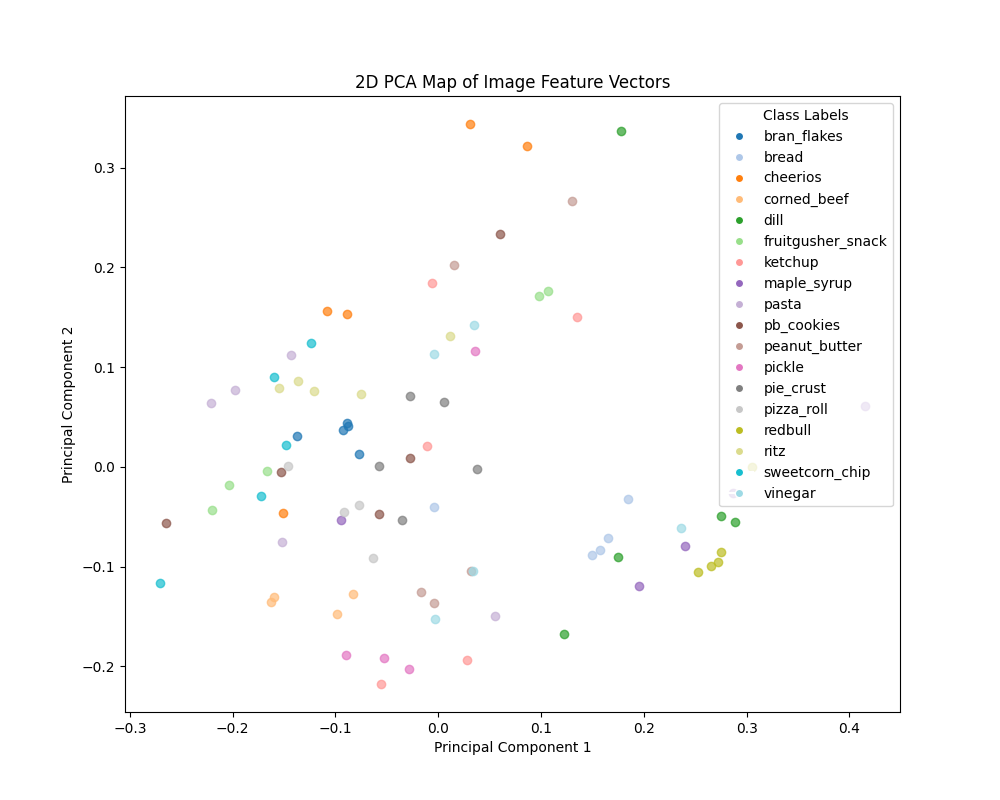 2D PCA Map of Image Feature Vectors
Class Labels
bran_flakes
bread
cheerios
corned_beef
dill
fruitgusher_snack
ketchup
maple_syrup
pasta
pb_cookies
peanut_butter
pickle
pie_crust
pizza_roll
redbull
ritz
sweetcorn_chip
vinegar
Principal Component 2
0.3
0.2
0.1
0.0
−0.1
−0.2
−0.3
−0.2
−0.1
0.0
0.1
0.2
0.3
0.4
Principal Component 1